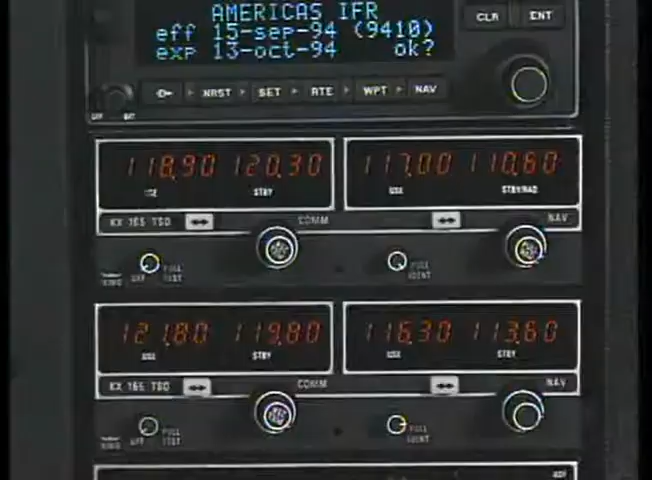 AMERICAS IFR
eff 15-sep-94 (9410)
exp 13-oct-94 ok?
CLR ENT
NRST SET RTE WPT NAV
OFF
118.90 120.30 117.00 110.60
USE STBY USE STBY/RAD
KX 165 TSO COMM NAV
OFF PULL TEST PULL IDENT
121.80 119.80 116.30 113.60
USE STBY USE STBY
KX 165 TSO COMM NAV
OFF PULL TEST PULL IDENT
ADF